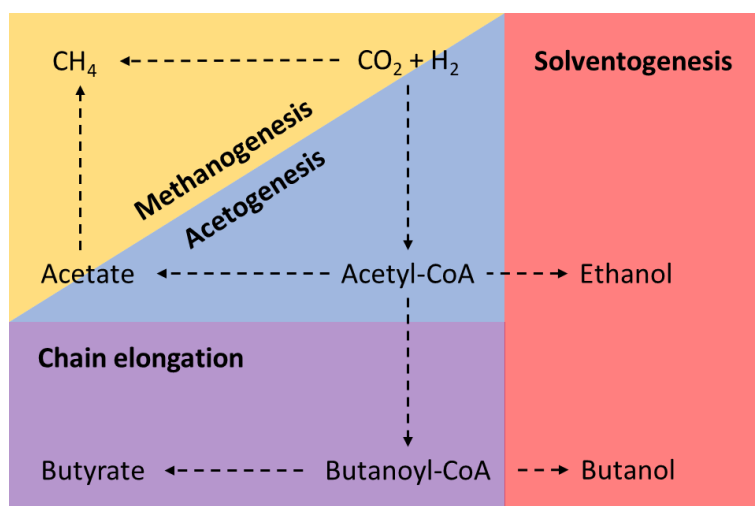 CH₄
CO₂ + H₂
Solventogenesis
Methanogenesis
Acetogenesis
Acetate
Acetyl-CoA
Ethanol
Chain elongation
Butyrate
Butanoyl-CoA
Butanol